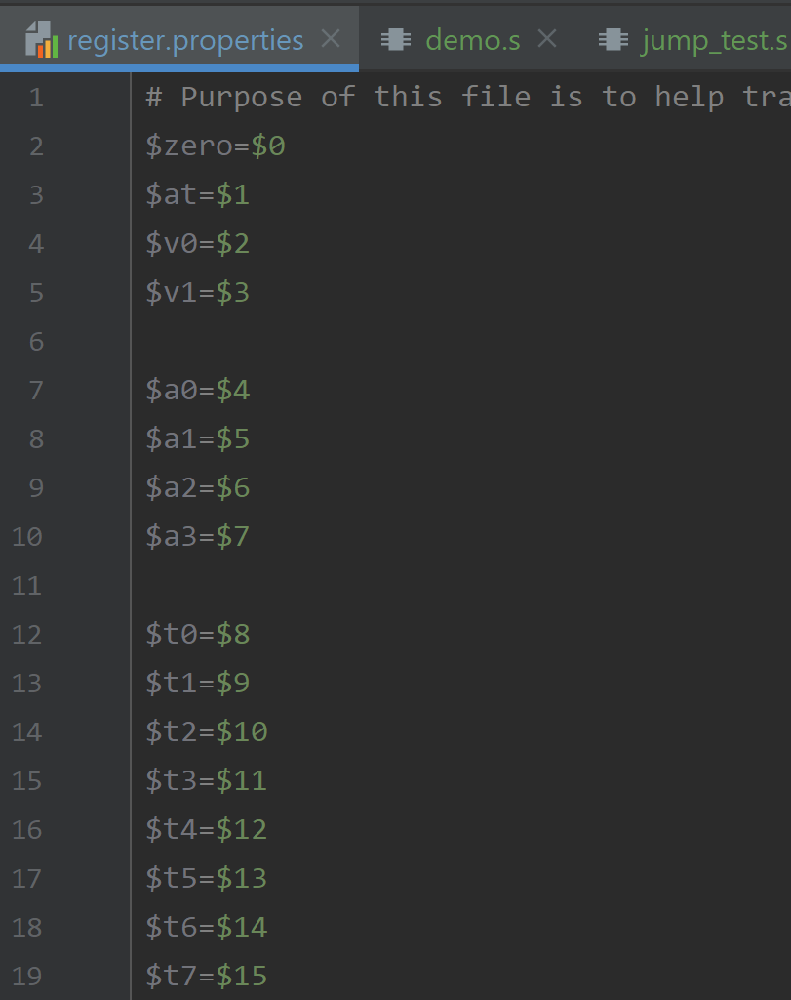 register.properties demo.s jump_test.s
1 # Purpose of this file is to help
2 $zero=$0
3 $at=$1
4 $v0=$2
5 $v1=$3
6
7 $a0=$4
8 $a1=$5
9 $a2=$6
10 $a3=$7
11
12 $t0=$8
13 $t1=$9
14 $t2=$10
15 $t3=$11
16 $t4=$12
17 $t5=$13
18 $t6=$14
19 $t7=$15